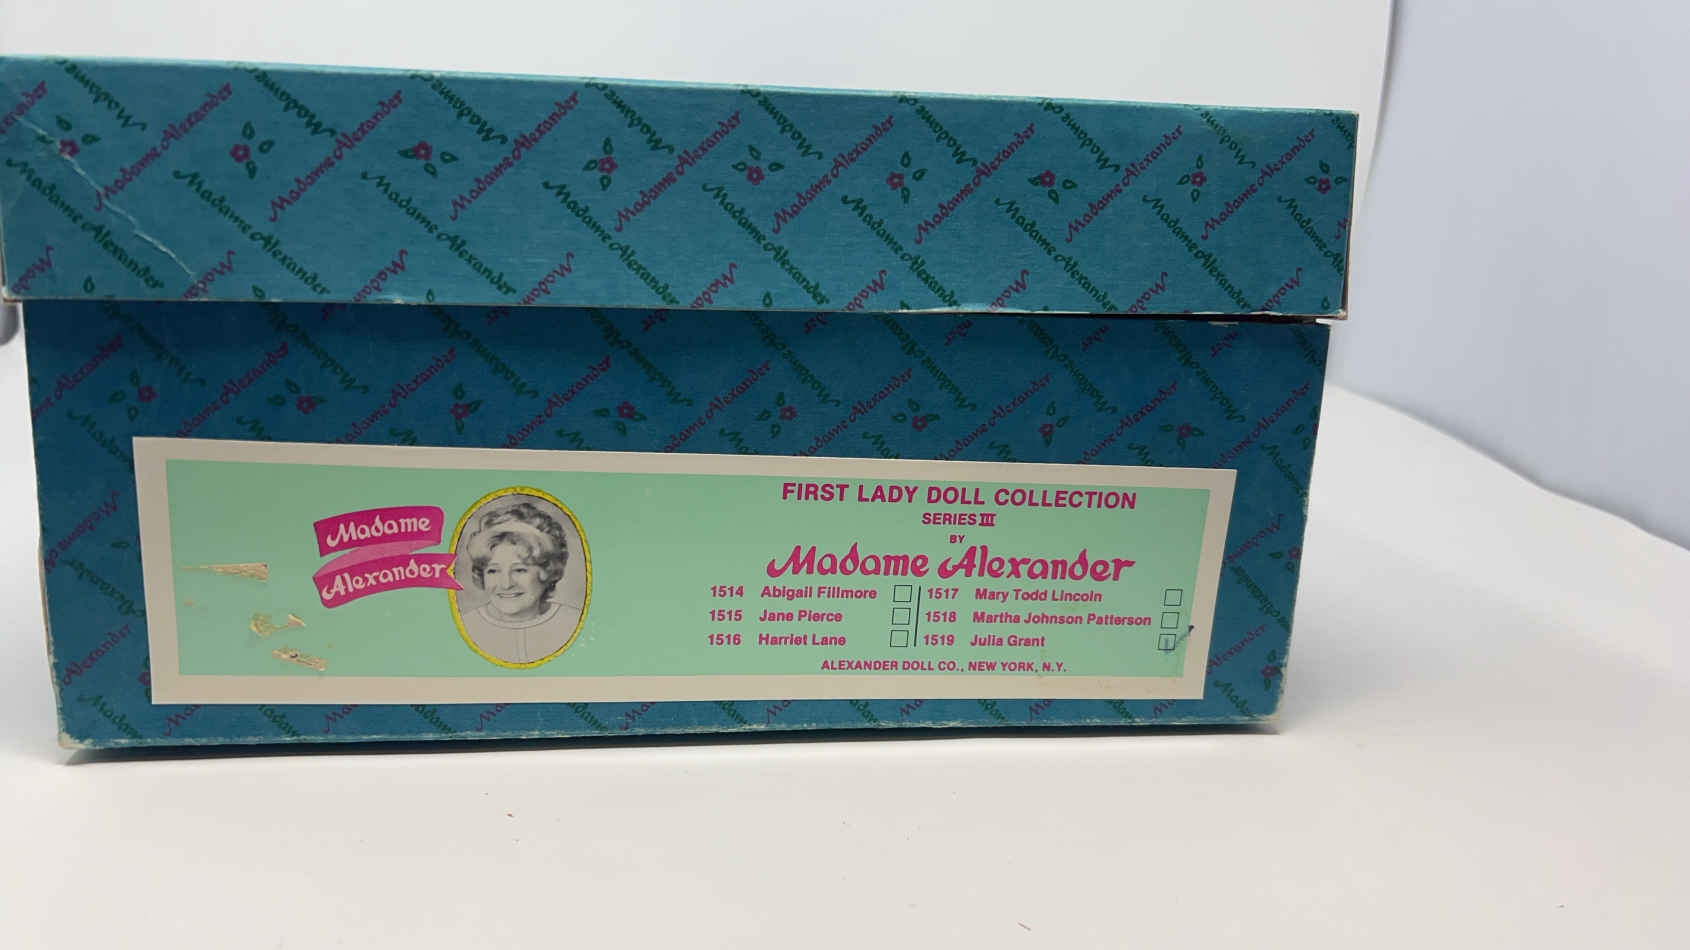 Madame
Alexander
FIRST LADY DOLL COLLECTION
SERIES III
BY
Madame Alexander
1514 Abigail Fillmore
1515 Jane Pierce
1516 Harriet Lane
1517 Mary Todd Lincoln
1518 Martha Johnson Patterson
1519 Julia Grant
ALEXANDER DOLL CO., NEW YORK, N.Y.